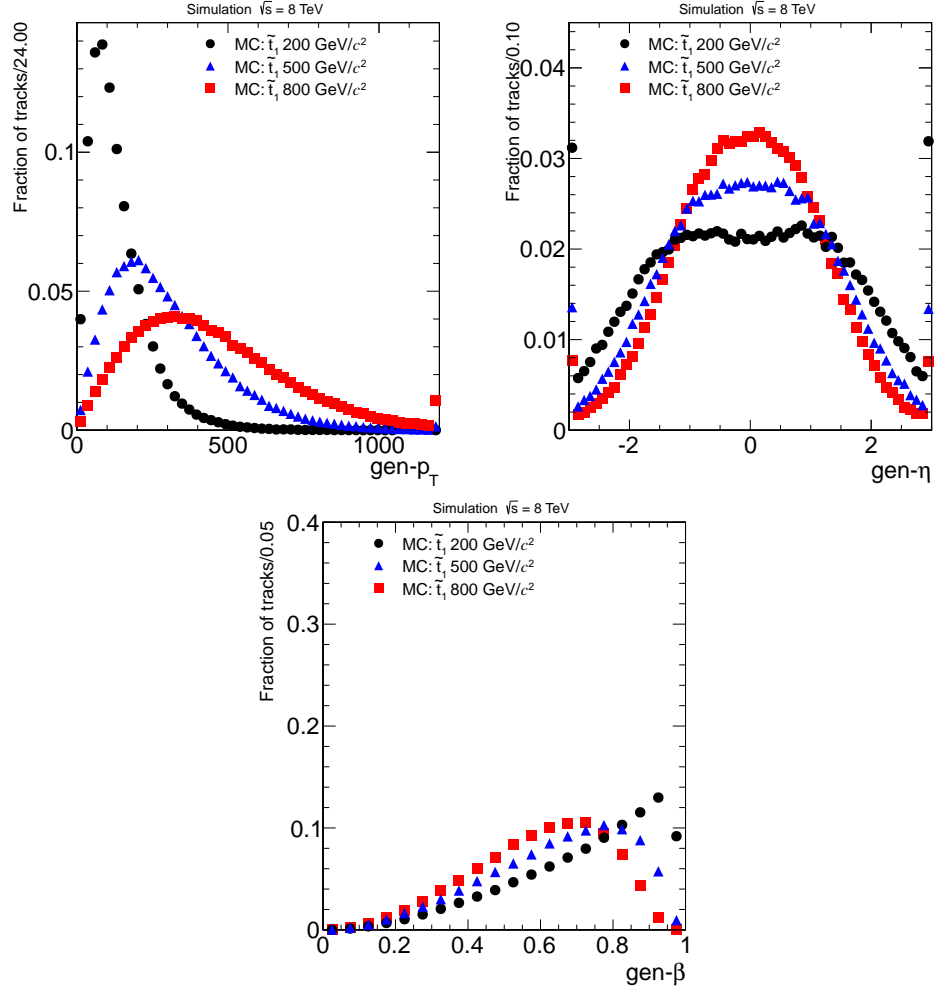 Simulation √s = 8 TeV
Fraction of tracks/24.00
MC: t̃₁ 200 GeV/c²
MC: t̃₁ 500 GeV/c²
MC: t̃₁ 800 GeV/c²
0.1
0.05
0
0 500 1000
gen-p_T
Simulation √s = 8 TeV
Fraction of tracks/0.10
MC: t̃₁ 200 GeV/c²
MC: t̃₁ 500 GeV/c²
MC: t̃₁ 800 GeV/c²
0.04
0.03
0.02
0.01
0
-2 0 2
gen-η
Simulation √s = 8 TeV
Fraction of tracks/0.05
MC: t̃₁ 200 GeV/c²
MC: t̃₁ 500 GeV/c²
MC: t̃₁ 800 GeV/c²
0.4
0.3
0.2
0.1
0
0 0.2 0.4 0.6 0.8 1
gen-β